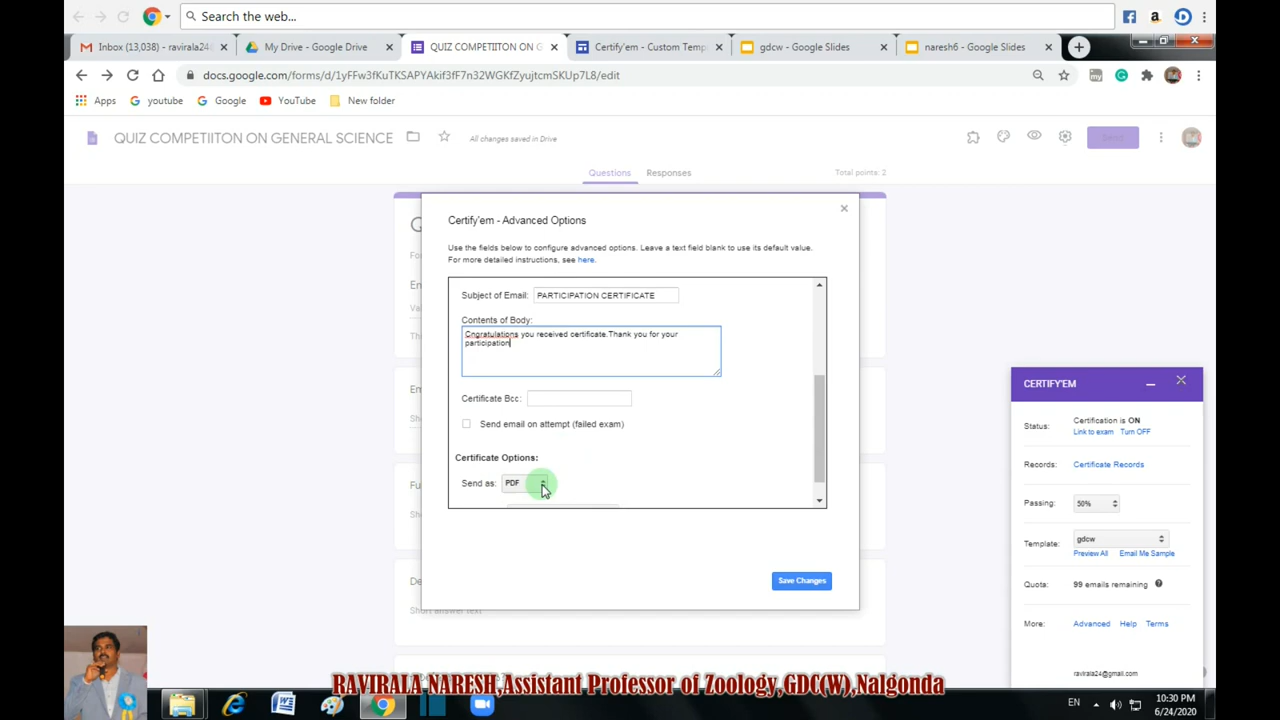 Search the web...
Inbox (13,038) - ravirala24
My Drive - Google Drive
QUIZ COMPETIITON ON G
Certify'em - Custom Temp
gdcw - Google Slides
naresh6 - Google Slides
docs.google.com/forms/d/1yFFw3fKuTKSAPYAkif3fF7n32WGKfZyujtcmSKUp7L8/edit
Apps
youtube
Google
YouTube
New folder
QUIZ COMPETIITON ON GENERAL SCIENCE
All changes saved in Drive
Send
Questions
Responses
Total points: 2
Certify'em - Advanced Options
Use the fields below to configure advanced options. Leave a text field blank to use its default value.
For more detailed instructions, see here.
Subject of Email: PARTICIPATION CERTIFICATE
Contents of Body:
Cngratulations you received certificate.Thank you for your
participation
Certificate Bcc:
Send email on attempt (failed exam)
Certificate Options:
Send as: PDF
Save Changes
CERTIFY'EM
Status: Certification is ON
Link to exam Turn OFF
Records: Certificate Records
Passing: 50%
Template: gdcw
Preview All Email Me Sample
Quota: 99 emails remaining
More: Advanced Help Terms
ravirala24@gmail.com
RAVIRALA NARESH,Assistant Professor of Zoology,GDC(W),Nalgonda
EN
10:30 PM
6/24/2020